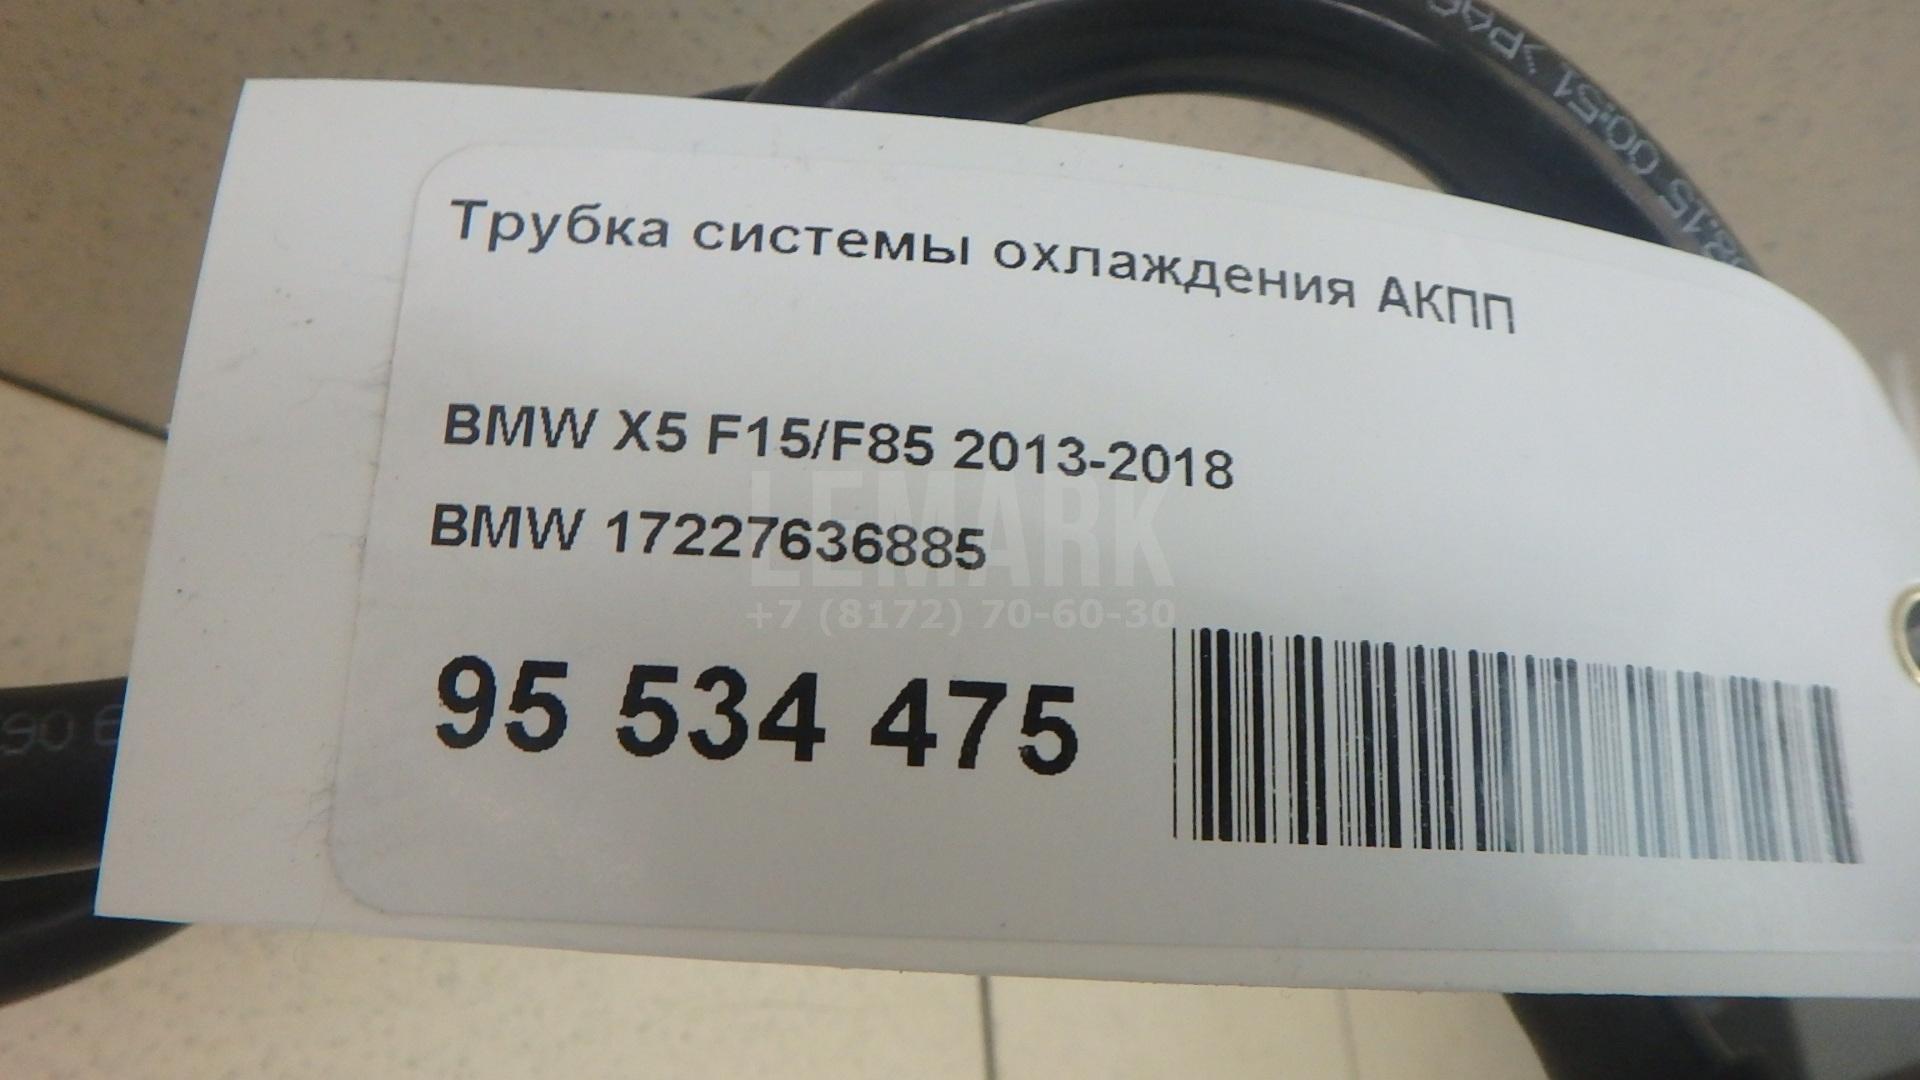 Трубка системы охлаждения АКПП
BMW X5 F15/F85 2013-2018
BMW 17227636885
LEMARK
+7 (8172) 70-60-30
95 534 475